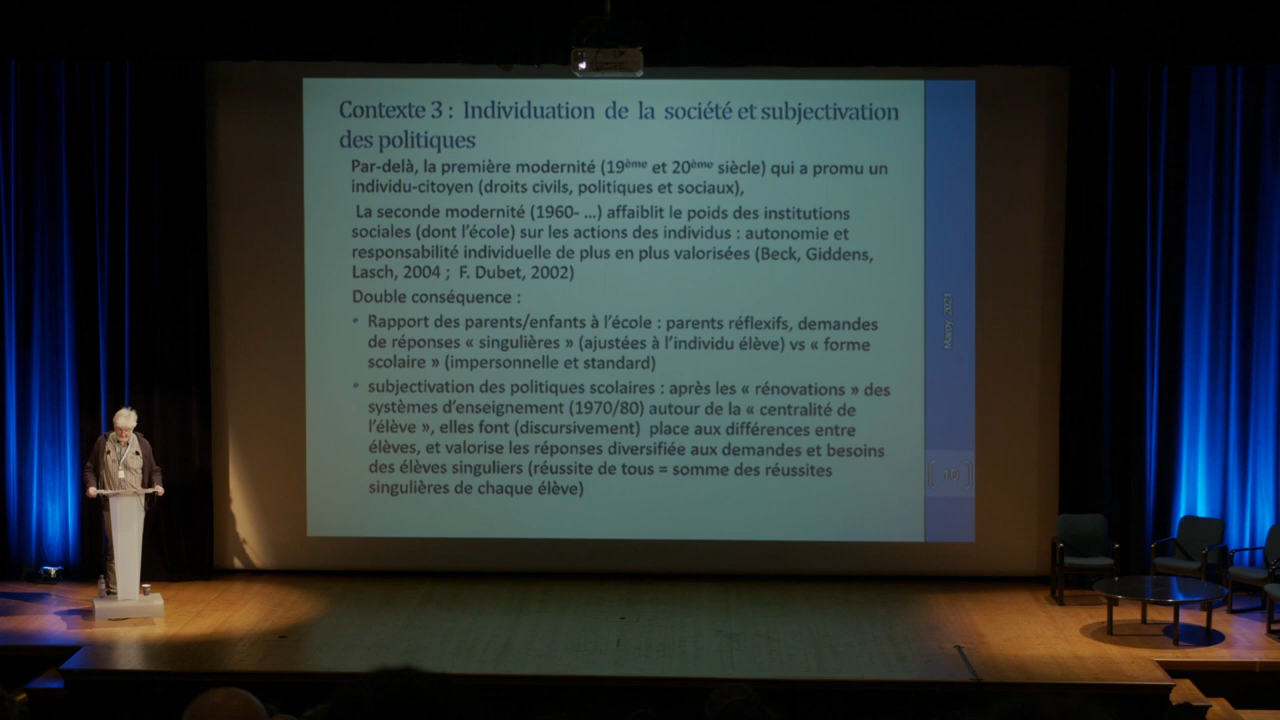 Contexte 3 : Individuation de la société et subjectivation
des politiques
Par-delà, la première modernité (19ème et 20ème siècle) qui a promu un
individu-citoyen (droits civils, politiques et sociaux),
La seconde modernité (1960- ...) affaiblit le poids des institutions
sociales (dont l'école) sur les actions des individus : autonomie et
responsabilité individuelle de plus en plus valorisées (Beck, Giddens,
Lasch, 2004 ; F. Dubet, 2002)
Double conséquence :
• Rapport des parents/enfants à l'école : parents réflexifs, demandes
de réponses « singulières » (ajustées à l'individu élève) vs « forme
scolaire » (impersonnelle et standard)
• subjectivation des politiques scolaires : après les « rénovations » des
systèmes d'enseignement (1970/80) autour de la « centralité de
l'élève », elles font (discursivement) place aux différences entre
élèves, et valorise les réponses diversifiée aux demandes et besoins
des élèves singuliers (réussite de tous = somme des réussites
singulières de chaque élève)
Maroy 2021
10